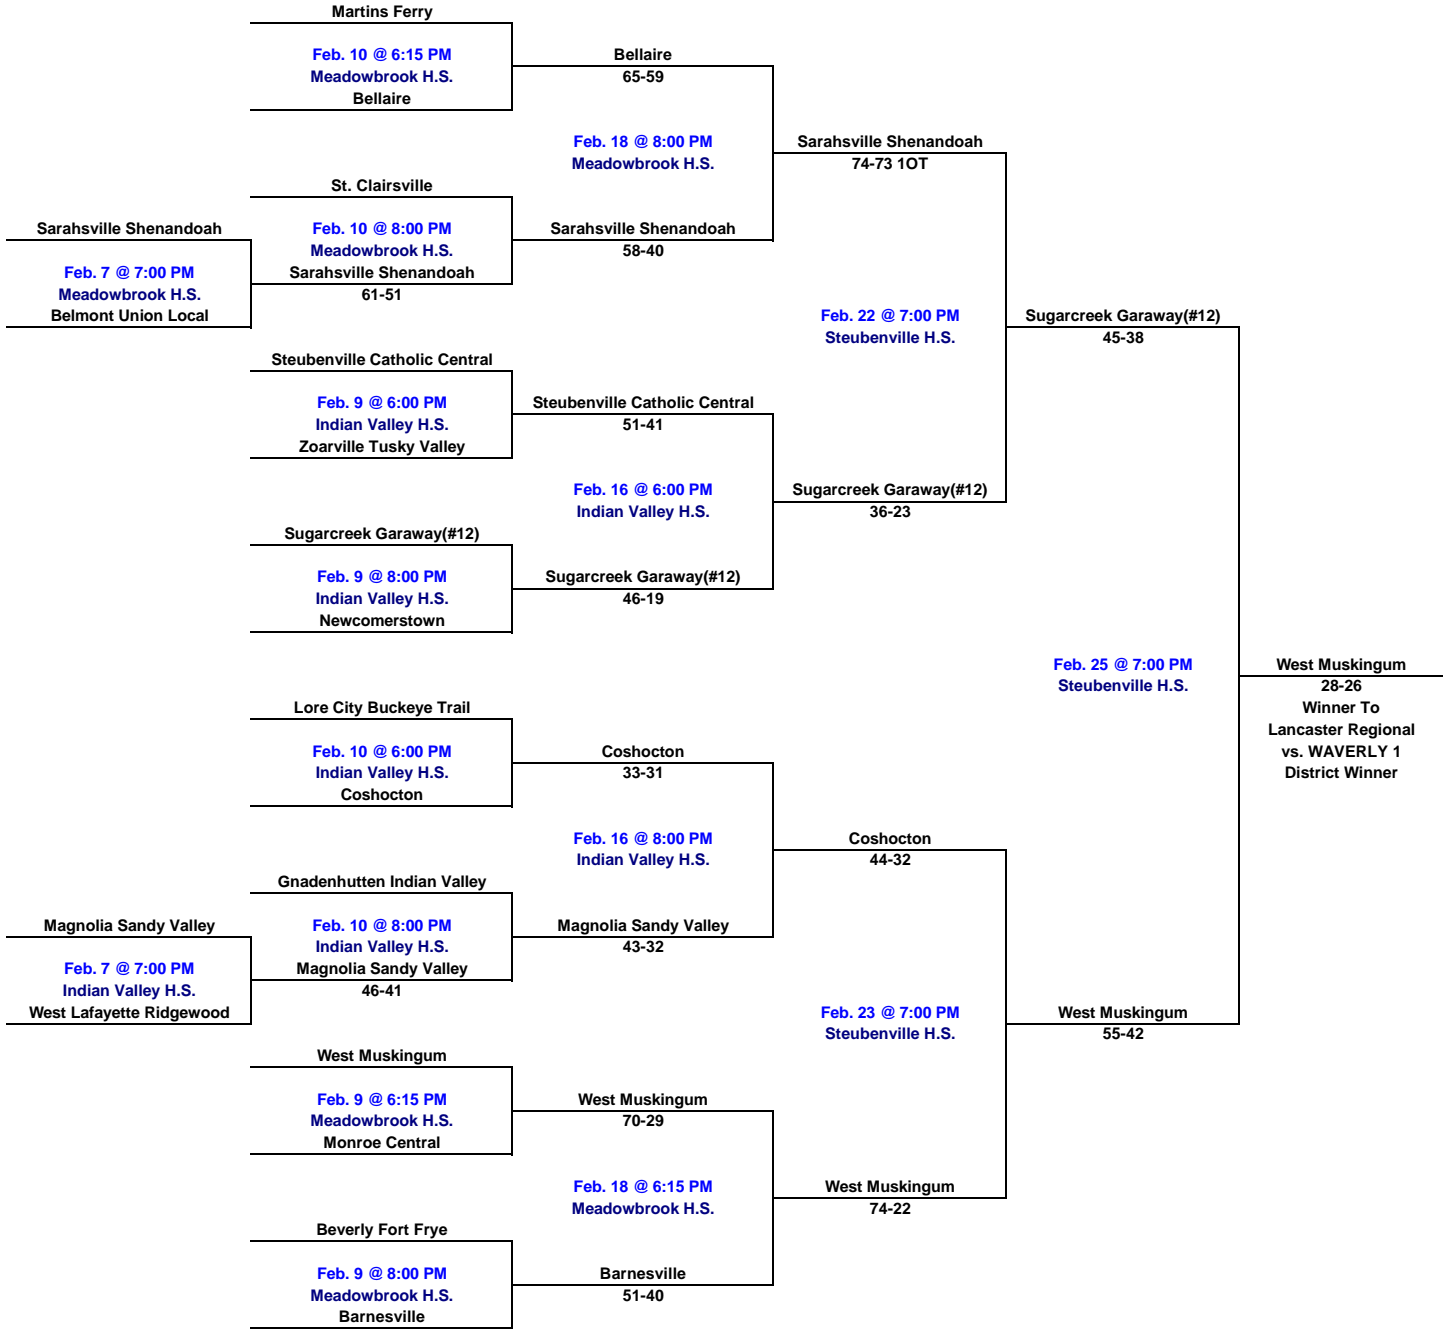 Martins Ferry
Feb. 10 @ 6:15 PM
Meadowbrook H.S.
Bellaire
Bellaire
65-59
Feb. 18 @ 8:00 PM
Meadowbrook H.S.
Sarahsville Shenandoah
74-73 1OT
St. Clairsville
Sarahsville Shenandoah
Feb. 10 @ 8:00 PM
Meadowbrook H.S.
Sarahsville Shenandoah
58-40
Feb. 7 @ 7:00 PM
Meadowbrook H.S.
Belmont Union Local
Sarahsville Shenandoah
61-51
Feb. 22 @ 7:00 PM
Steubenville H.S.
Sugarcreek Garaway(#12)
45-38
Steubenville Catholic Central
Feb. 9 @ 6:00 PM
Indian Valley H.S.
Zoarville Tusky Valley
Steubenville Catholic Central
51-41
Feb. 16 @ 6:00 PM
Indian Valley H.S.
Sugarcreek Garaway(#12)
36-23
Sugarcreek Garaway(#12)
Feb. 9 @ 8:00 PM
Indian Valley H.S.
Newcomerstown
Sugarcreek Garaway(#12)
46-19
Feb. 25 @ 7:00 PM
Steubenville H.S.
West Muskingum
28-26
Winner To
Lancaster Regional
vs. WAVERLY 1
District Winner
Lore City Buckeye Trail
Feb. 10 @ 6:00 PM
Indian Valley H.S.
Coshocton
Coshocton
33-31
Feb. 16 @ 8:00 PM
Indian Valley H.S.
Coshocton
44-32
Gnadenhutten Indian Valley
Magnolia Sandy Valley
Feb. 10 @ 8:00 PM
Indian Valley H.S.
Magnolia Sandy Valley
43-32
Feb. 7 @ 7:00 PM
Indian Valley H.S.
West Lafayette Ridgewood
Magnolia Sandy Valley
46-41
Feb. 23 @ 7:00 PM
Steubenville H.S.
West Muskingum
55-42
West Muskingum
Feb. 9 @ 6:15 PM
Meadowbrook H.S.
Monroe Central
West Muskingum
70-29
Feb. 18 @ 6:15 PM
Meadowbrook H.S.
West Muskingum
74-22
Beverly Fort Frye
Feb. 9 @ 8:00 PM
Meadowbrook H.S.
Barnesville
Barnesville
51-40